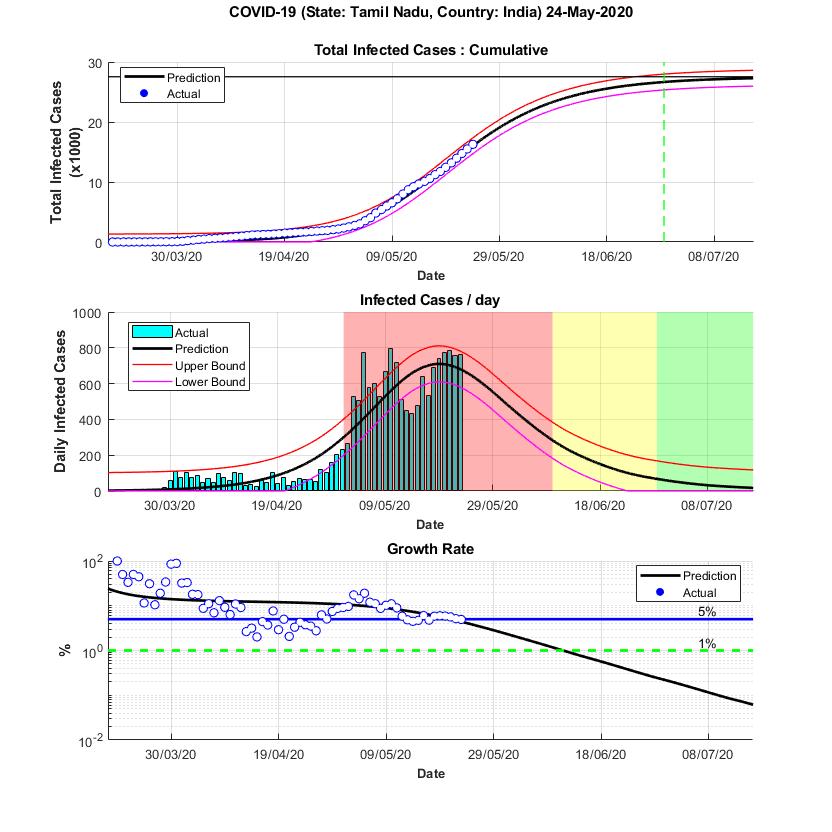 COVID-19 (State: Tamil Nadu, Country: India) 24-May-2020
Total Infected Cases : Cumulative
Total Infected Cases
(x1000)
30
20
10
0
Prediction
Actual
30/03/20 19/04/20 09/05/20 29/05/20 18/06/20 08/07/20
Date
Infected Cases / day
Daily Infected Cases
1000
800
600
400
200
0
Actual
Prediction
Upper Bound
Lower Bound
30/03/20 19/04/20 09/05/20 29/05/20 18/06/20 08/07/20
Date
Growth Rate
%
10^2
10^0
10^-2
Prediction
Actual
5%
1%
30/03/20 19/04/20 09/05/20 29/05/20 18/06/20 08/07/20
Date